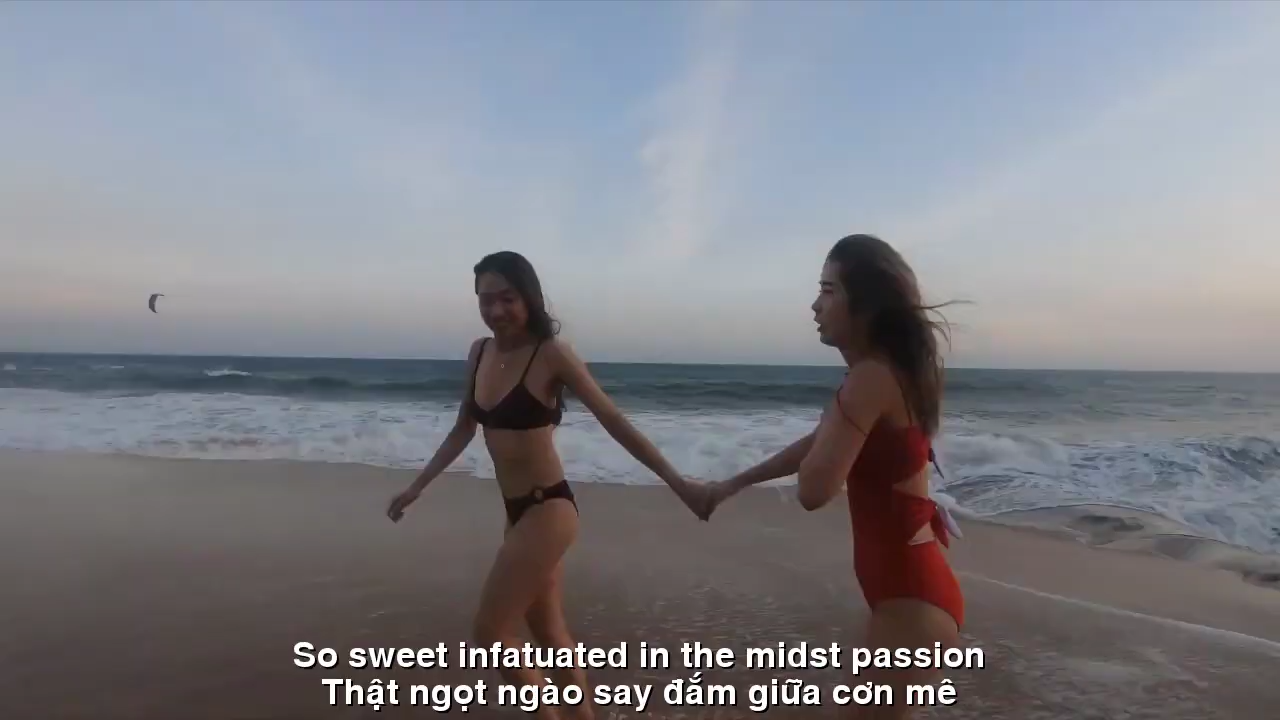 So sweet infatuated in the midst passion
Thật ngọt ngào say đắm giữa cơn mê